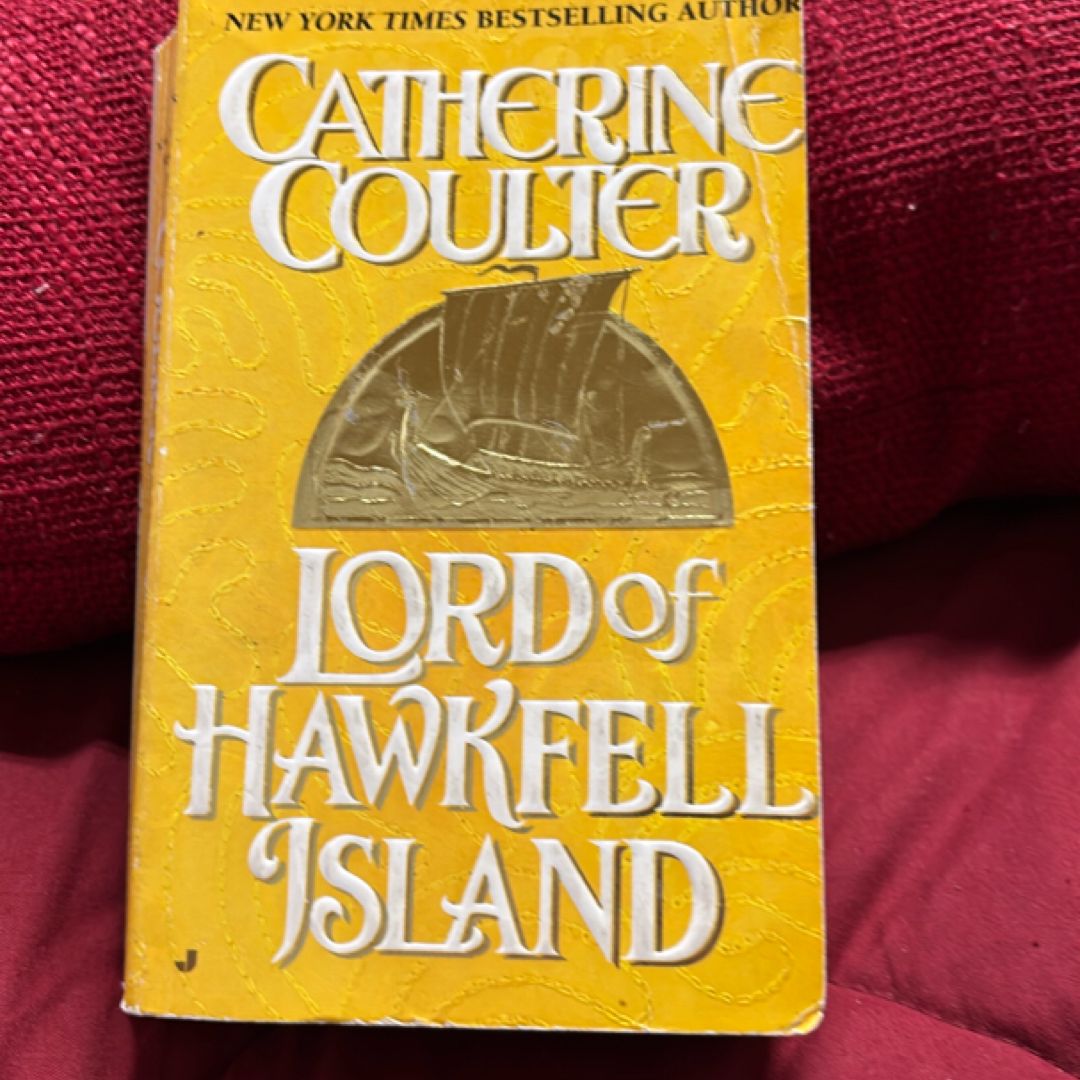 NEW YORK TIMES BESTSELLING AUTHOR
CATHERINE
COULTER
LORD of
HAWKFELL
ISLAND
J